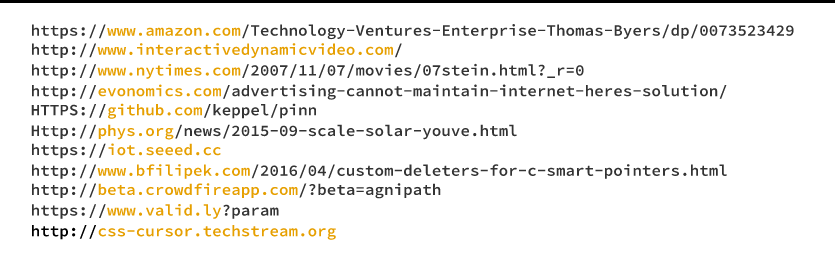 https://www.amazon.com/Technology-Ventures-Enterprise-Thomas-Byers/dp/0073523429
http://www.interactivedynamicvideo.com/
http://www.nytimes.com/2007/11/07/movies/07stein.html?_r=0
http://evonomics.com/advertising-cannot-maintain-internet-heres-solution/
HTTPS://github.com/keppel/pinn
Http://phys.org/news/2015-09-scale-solar-youve.html
https://iot.seeed.cc
http://www.bfilipek.com/2016/04/custom-deleters-for-c-smart-pointers.html
http://beta.crowdfireapp.com/?beta=agnipath
https://www.valid.ly?param
http://css-cursor.techstream.org